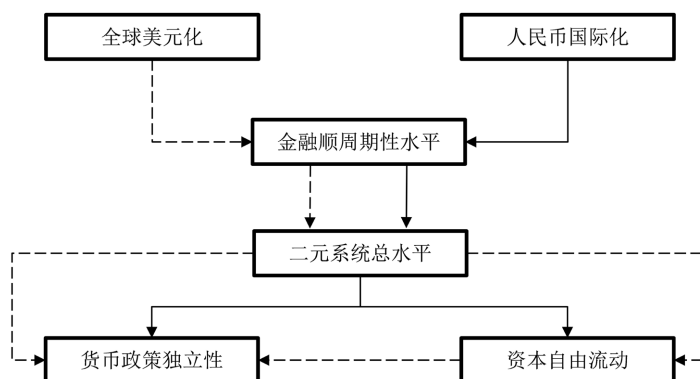 全球美元化
人民币国际化
金融顺周期性水平
二元系统总水平
货币政策独立性
资本自由流动